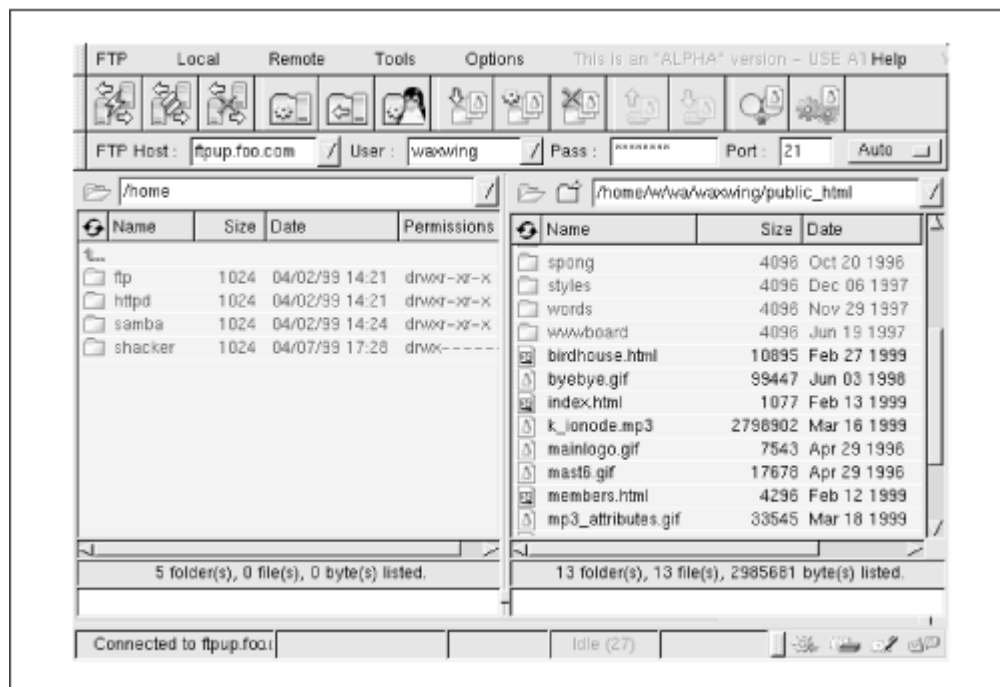 FTP Local Remote Tools Options This is an "ALPHA" version - USE AT Help
FTP Host: ftpup.foo.com User: waxwing Pass: ******** Port: 21 Auto
/home
Name Size Date Permissions
ftp 1024 04/02/99 14:21 drwxr-xr-x
httpd 1024 04/02/99 14:21 drwxr-xr-x
samba 1024 04/02/99 14:24 drwxr-xr-x
shacker 1024 04/07/99 17:28 drwx------
5 folder(s), 0 file(s), 0 byte(s) listed.
/home/w/wa/waxwing/public_html
Name Size Date
spong 4096 Oct 20 1996
styles 4096 Dec 06 1997
words 4096 Nov 29 1997
wwwboard 4096 Jun 19 1997
birdhouse.html 10895 Feb 27 1999
byebye.gif 99447 Jun 03 1998
index.html 1077 Feb 13 1999
k_ionode.mp3 2798902 Mar 16 1999
mainlogo.gif 7543 Apr 29 1996
mast6.gif 17678 Apr 29 1996
members.html 4296 Feb 12 1999
mp3_attributes.gif 33545 Mar 18 1999
13 folder(s), 13 file(s), 2985681 byte(s) listed.
Connected to ftpup.foo.c Idle (27)